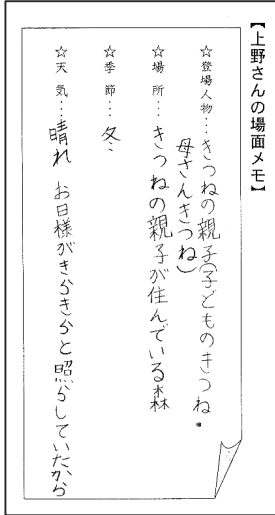 【上野さんの場面メモ】
☆登場人物…きつねの親子(子どものきつね・
母さんきつね)
☆場所…きつねの親子が住んでいる森
☆季節…冬
☆天気…晴れ　お日様がきらきらと照らしていたから